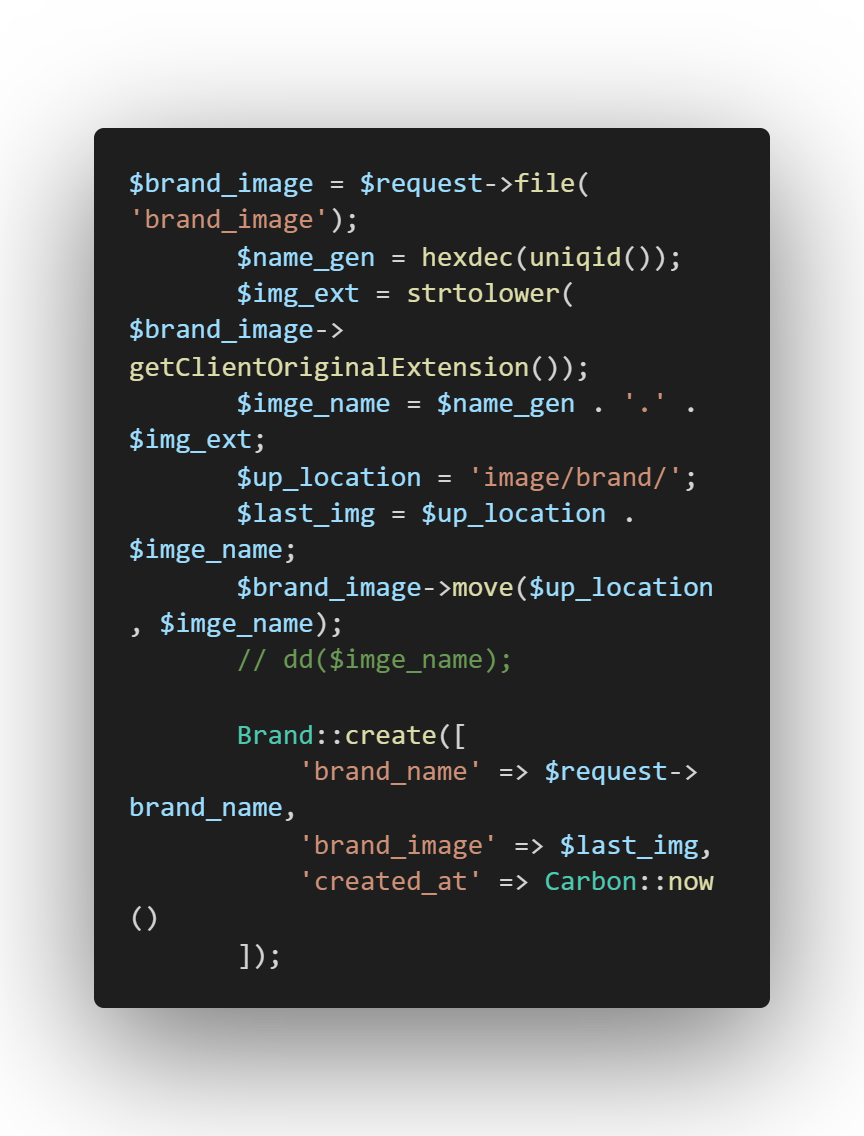 $brand_image = $request->file(
'brand_image');
$name_gen = hexdec(uniqid());
$img_ext = strtolower(
$brand_image->
getClientOriginalExtension());
$imge_name = $name_gen . '.' .
$img_ext;
$up_location = 'image/brand/';
$last_img = $up_location .
$imge_name;
$brand_image->move($up_location
, $imge_name);
// dd($imge_name);
Brand::create([
'brand_name' => $request->
brand_name,
'brand_image' => $last_img,
'created_at' => Carbon::now
()
]);